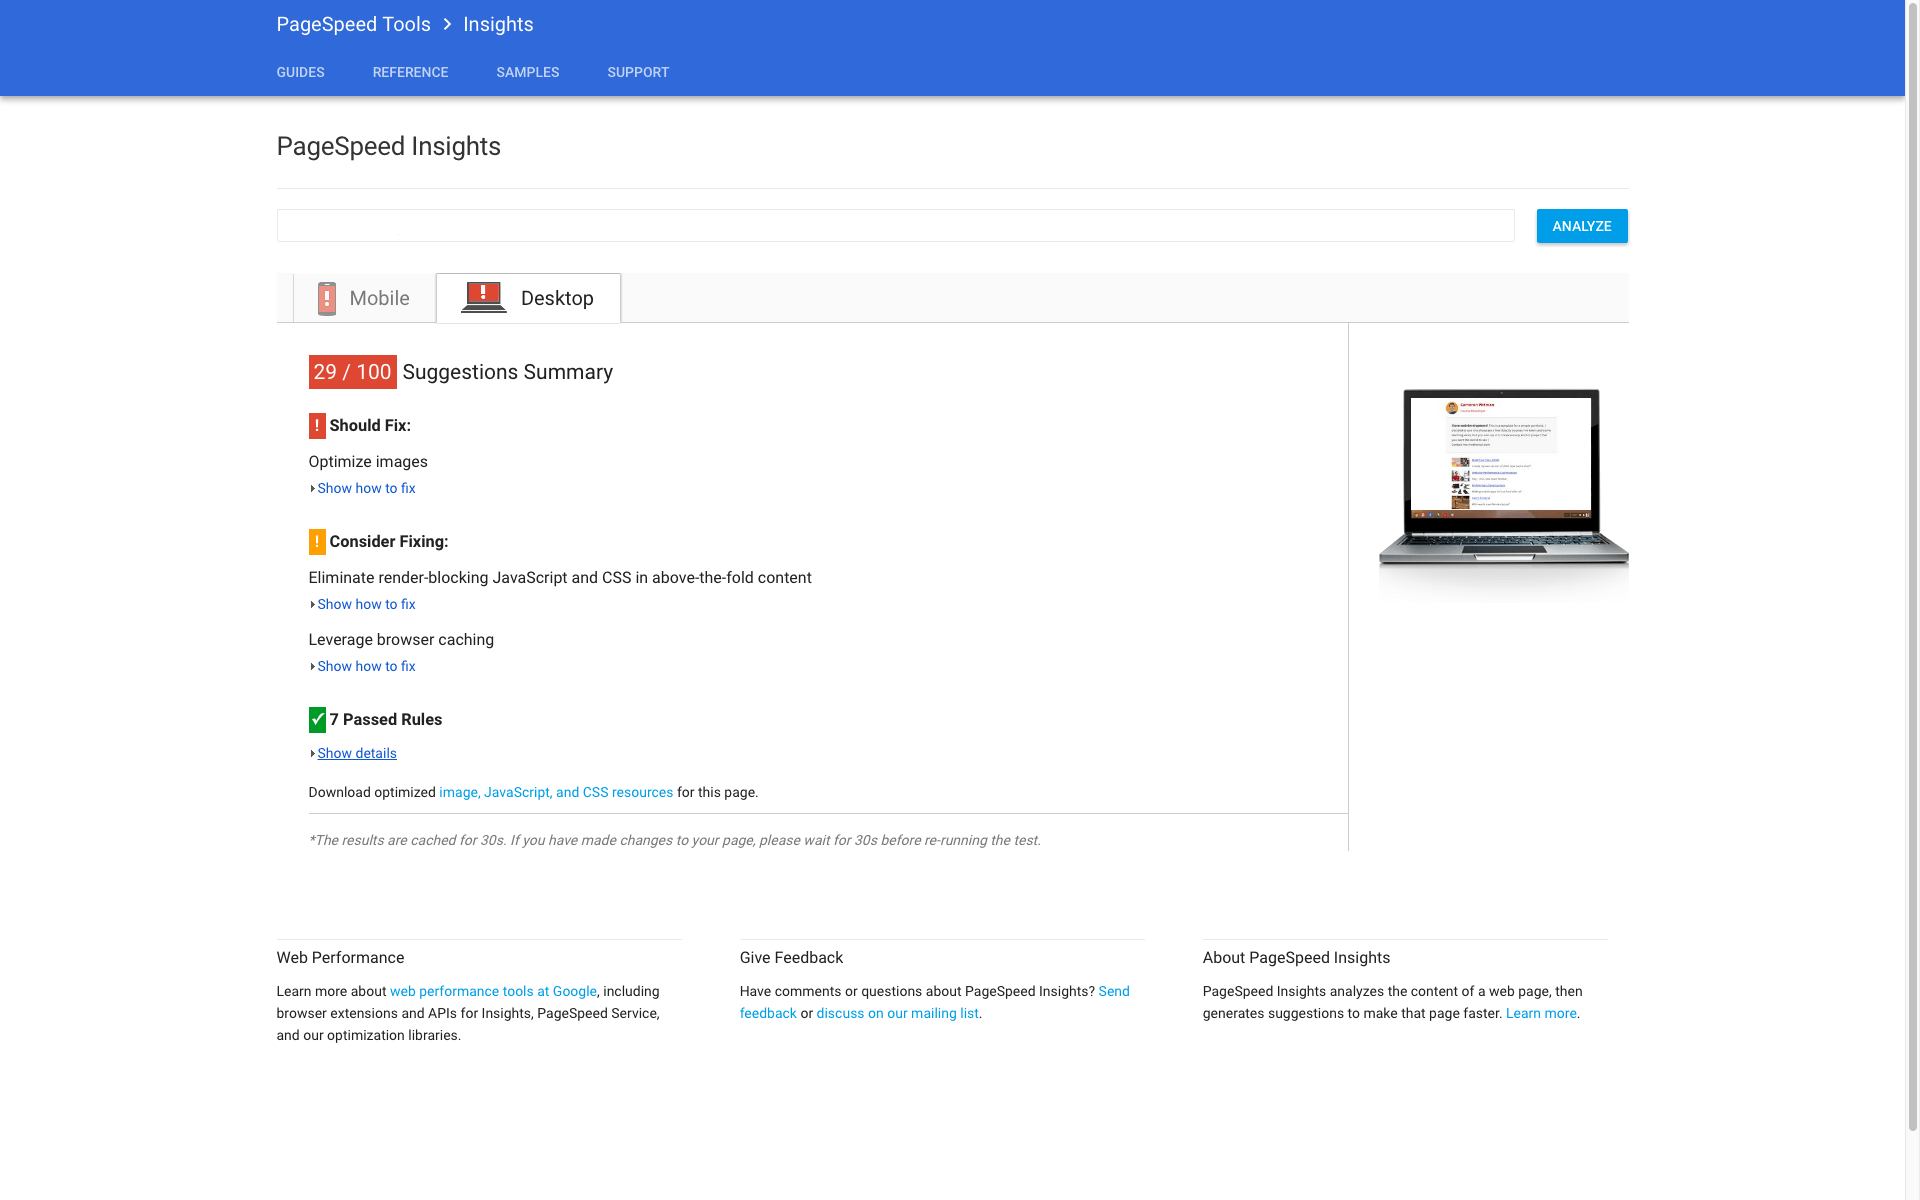 PageSpeed Tools > Insights
GUIDES REFERENCE SAMPLES SUPPORT
PageSpeed Insights
ANALYZE
Mobile Desktop
29 / 100 Suggestions Summary
! Should Fix:
Optimize images
Show how to fix
! Consider Fixing:
Eliminate render-blocking JavaScript and CSS in above-the-fold content
Show how to fix
Leverage browser caching
Show how to fix
7 Passed Rules
Show details
Download optimized image, JavaScript, and CSS resources for this page.
*The results are cached for 30s. If you have made changes to your page, please wait for 30s before re-running the test.
Web Performance
Learn more about web performance tools at Google, including
browser extensions and APIs for Insights, PageSpeed Service,
and our optimization libraries.
Give Feedback
Have comments or questions about PageSpeed Insights? Send
feedback or discuss on our mailing list.
About PageSpeed Insights
PageSpeed Insights analyzes the content of a web page, then
generates suggestions to make that page faster. Learn more.